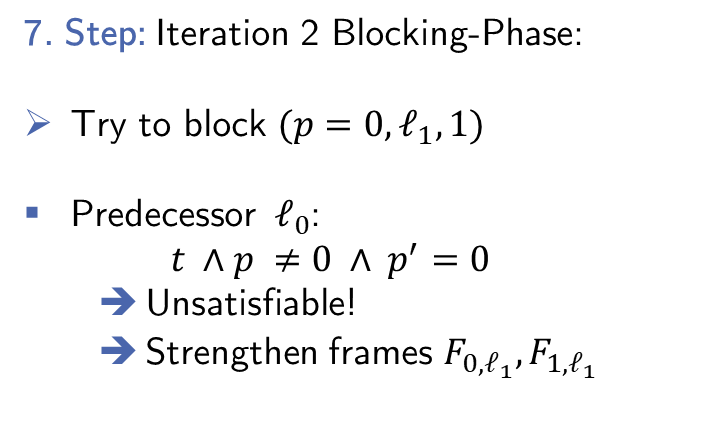 7. Step: Iteration 2 Blocking-Phase:
➢ Try to block (p = 0, ℓ₁, 1)
▪ Predecessor ℓ₀:
t ∧ p ≠ 0 ∧ p′ = 0
➔ Unsatisfiable!
➔ Strengthen frames F₀,ℓ₁, F₁,ℓ₁